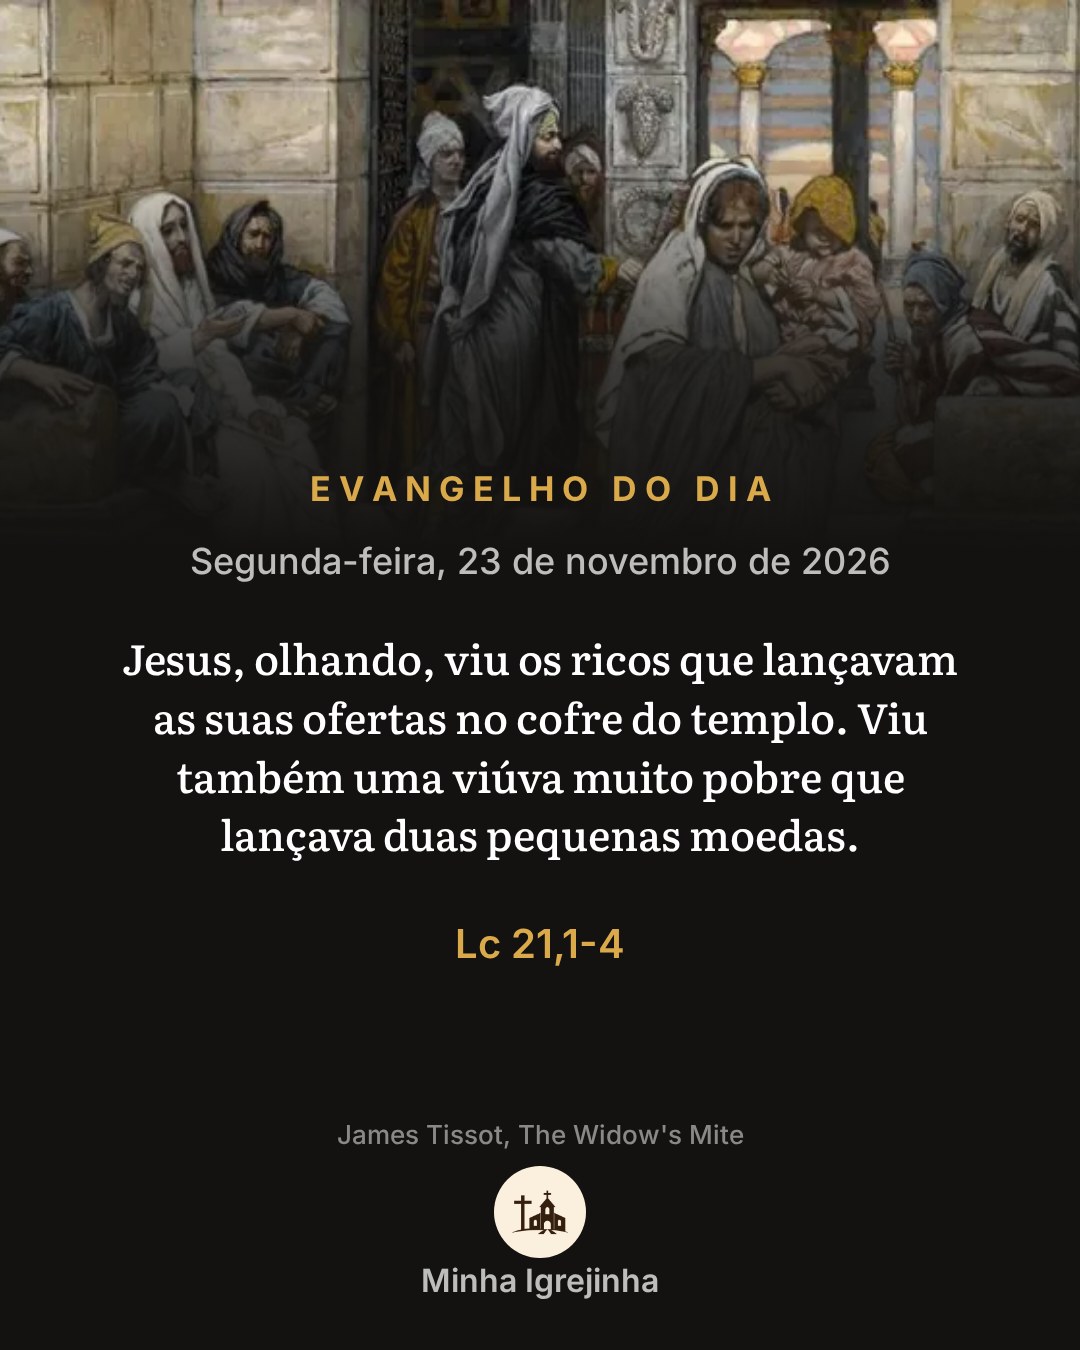 EVANGELHO DO DIA
Segunda-feira, 23 de novembro de 2026
Jesus, olhando, viu os ricos que lançavam
as suas ofertas no cofre do templo. Viu
também uma viúva muito pobre que
lançava duas pequenas moedas.
Lc 21,1-4
James Tissot, The Widow's Mite
Minha Igrejinha